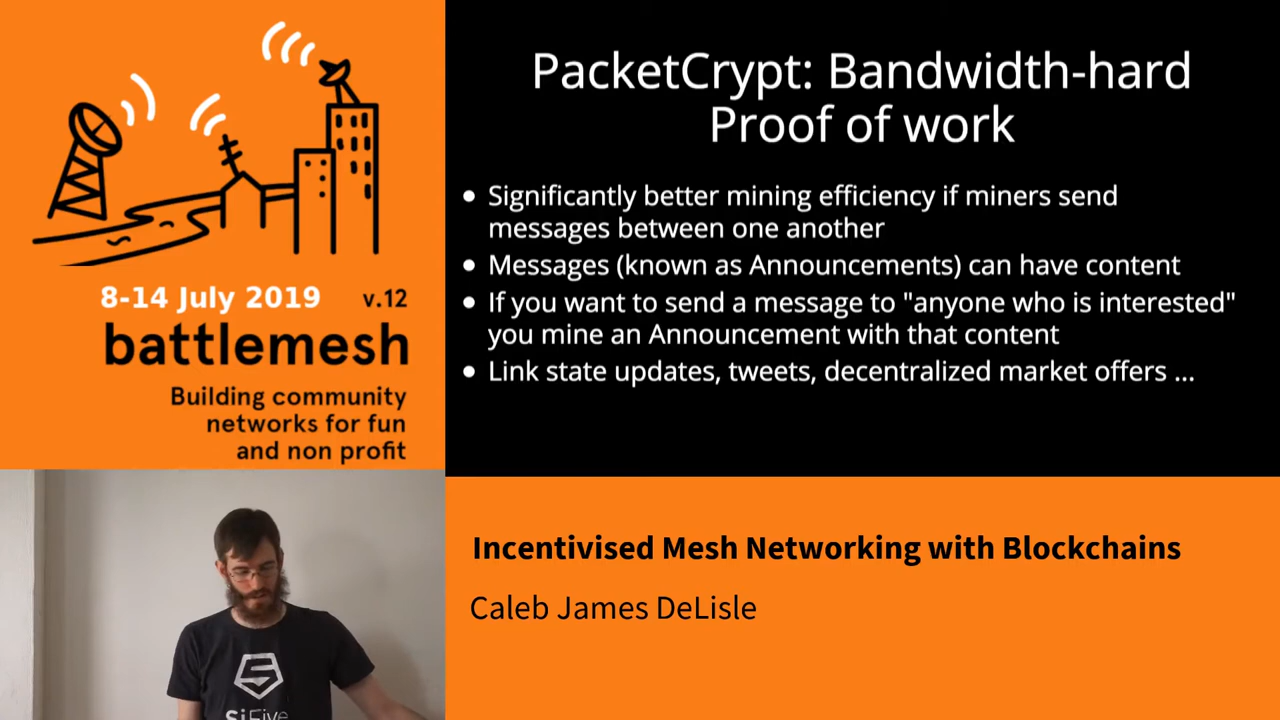 PacketCrypt: Bandwidth-hard
Proof of work
• Significantly better mining efficiency if miners send
messages between one another
• Messages (known as Announcements) can have content
• If you want to send a message to "anyone who is interested"
you mine an Announcement with that content
• Link state updates, tweets, decentralized market offers ...
8-14 July 2019 v.12
battlemesh
Building community
networks for fun
and non profit
Incentivised Mesh Networking with Blockchains
Caleb James DeLisle
SiFive